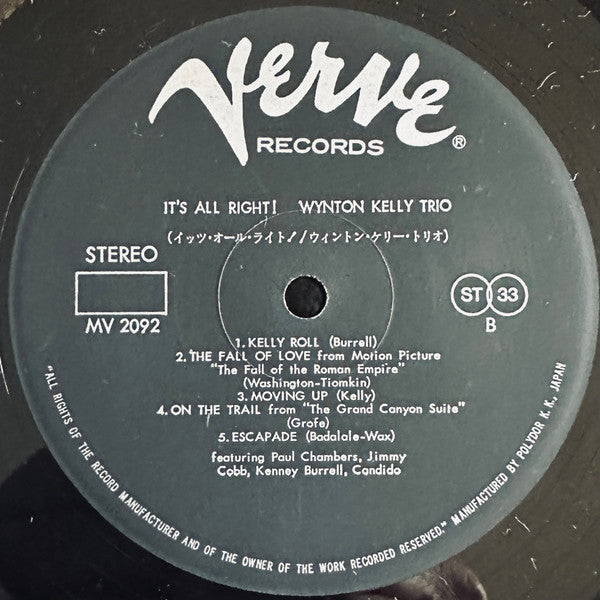 Verve
RECORDS ®
IT'S ALL RIGHT! WYNTON KELLY TRIO
(イッツ・オール・ライト!/ウィントン・ケリー・トリオ)
STEREO
MV 2092
ST 33
B
1. KELLY ROLL (Burrell)
2. THE FALL OF LOVE from Motion Picture
"The Fall of the Roman Empire"
(Washington-Tiomkin)
3. MOVING UP (Kelly)
4. ON THE TRAIL from "The Grand Canyon Suite"
(Grofe)
5. ESCAPADE (Badalale-Wax)
featuring Paul Chambers, Jimmy
Cobb, Kenney Burrell, Candido
"ALL RIGHTS OF THE RECORD MANUFACTURER AND OF THE OWNER OF THE WORK RECORDED RESERVED." MANUFACTURED BY POLYDOR K. K., JAPAN